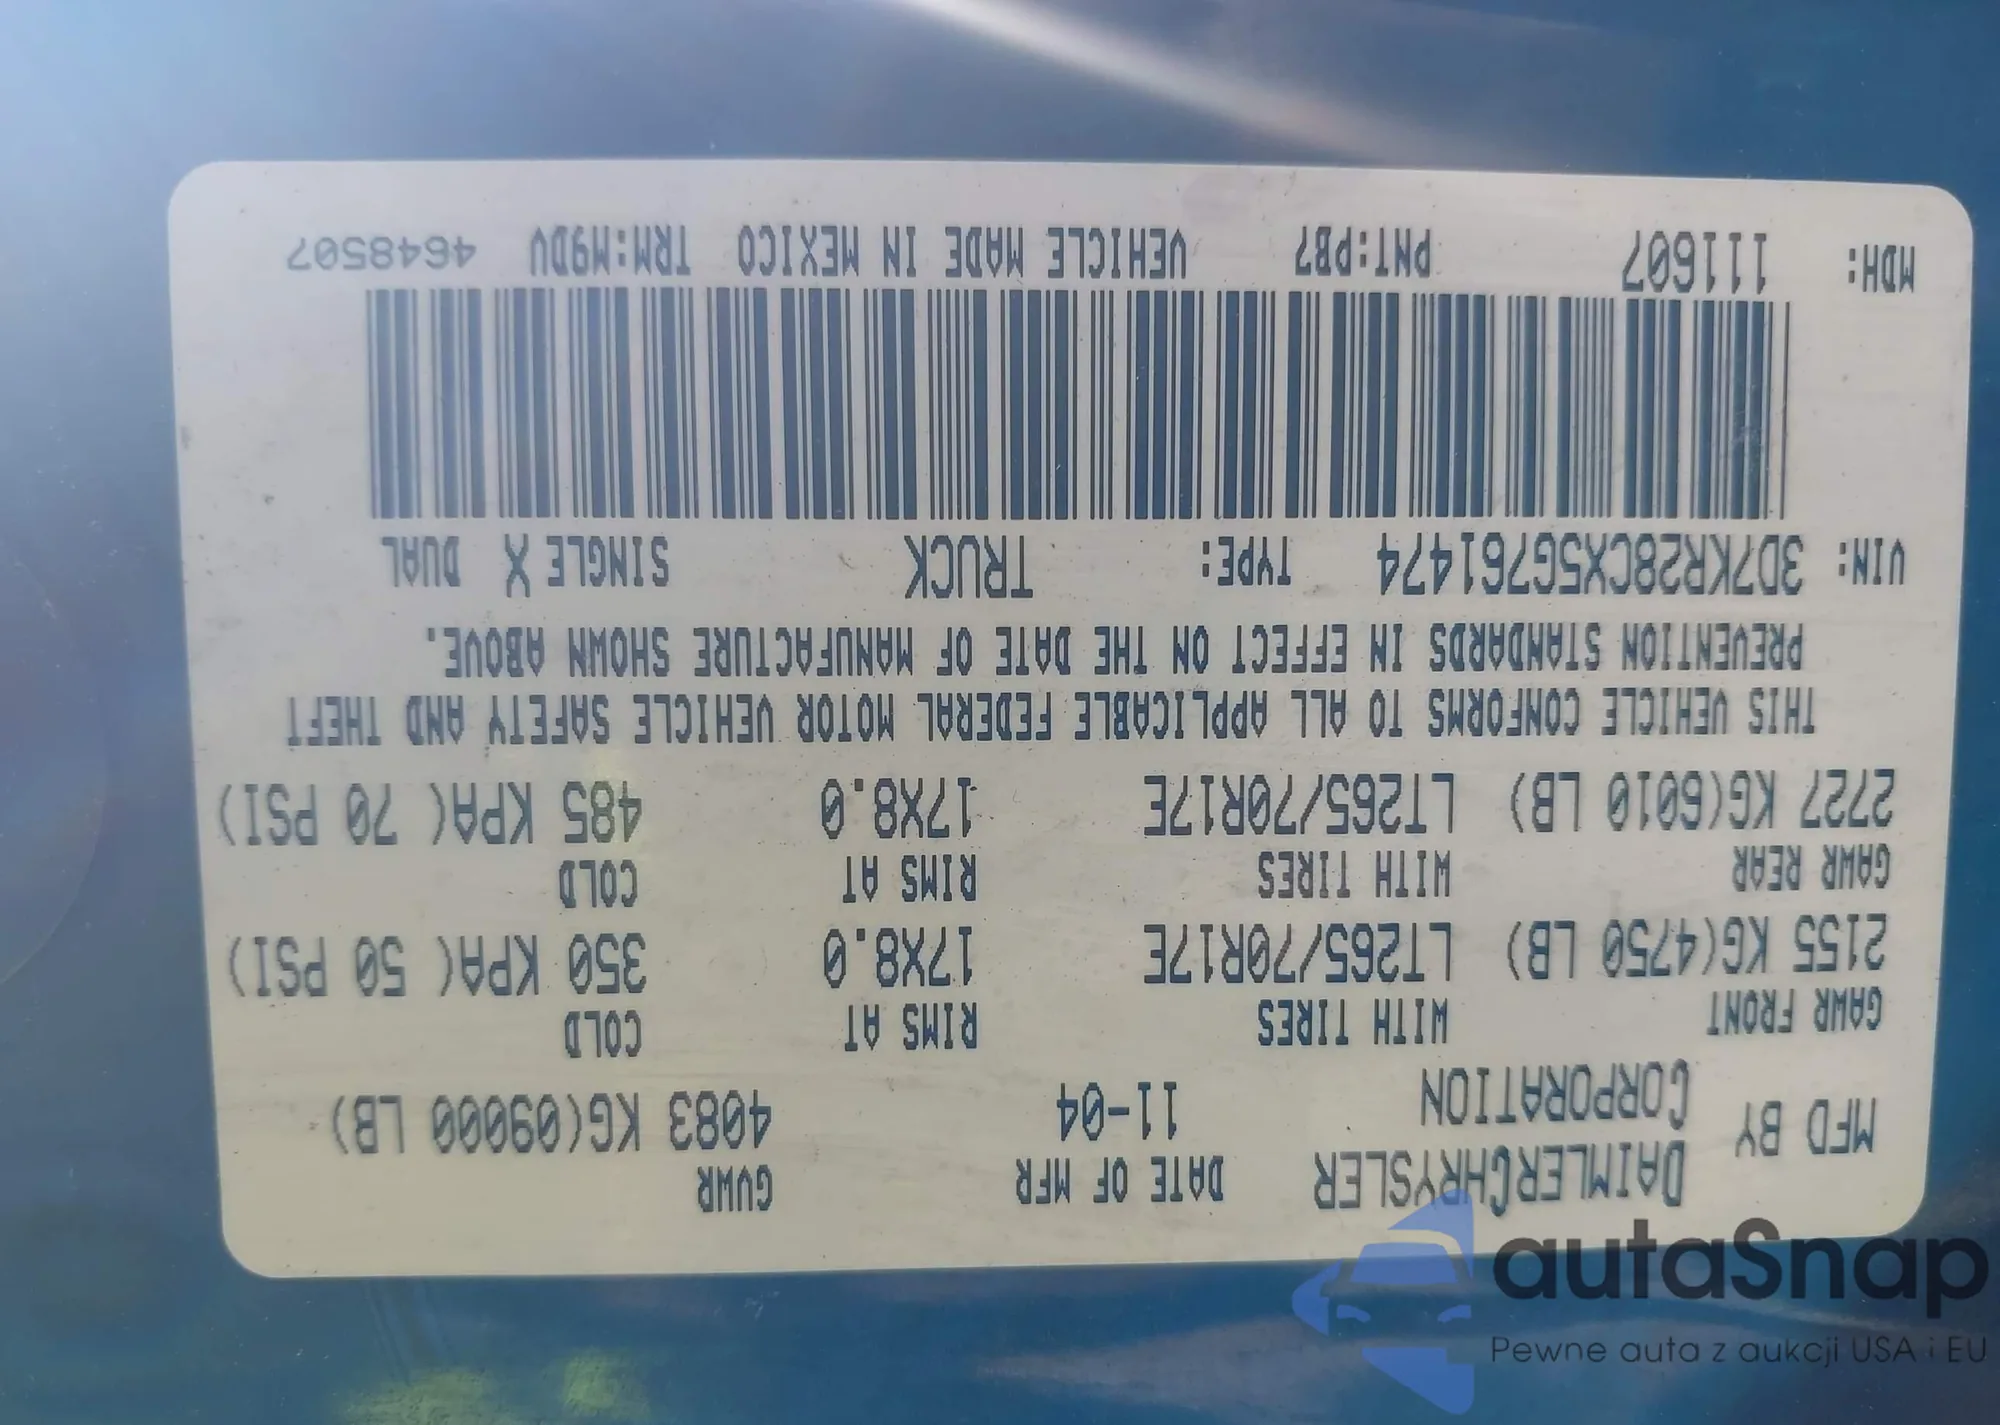 MFD BY DAIMLERCHRYSLER CORPORATION DATE OF MFR 11-04 GVWR 4083 KG(09000 LB)
GAWR FRONT WITH TIRES RIMS AT COLD
2155 KG(4750 LB) LT265/70R17E 17X8.0 350 KPA( 50 PSI)
GAWR REAR WITH TIRES RIMS AT COLD
2727 KG(6010 LB) LT265/70R17E 17X8.0 485 KPA( 70 PSI)
THIS VEHICLE CONFORMS TO ALL APPLICABLE FEDERAL MOTOR VEHICLE SAFETY AND THEFT
PREVENTION STANDARDS IN EFFECT ON THE DATE OF MANUFACTURE SHOWN ABOVE.
VIN: 3D7KR28CX5G761474 TYPE: TRUCK SINGLE X DUAL
MDH: 111607 PNT:PB7 VEHICLE MADE IN MEXICO TRM:M9DV 4648507
autaSnap
Pewne auta z aukcji USA i EU